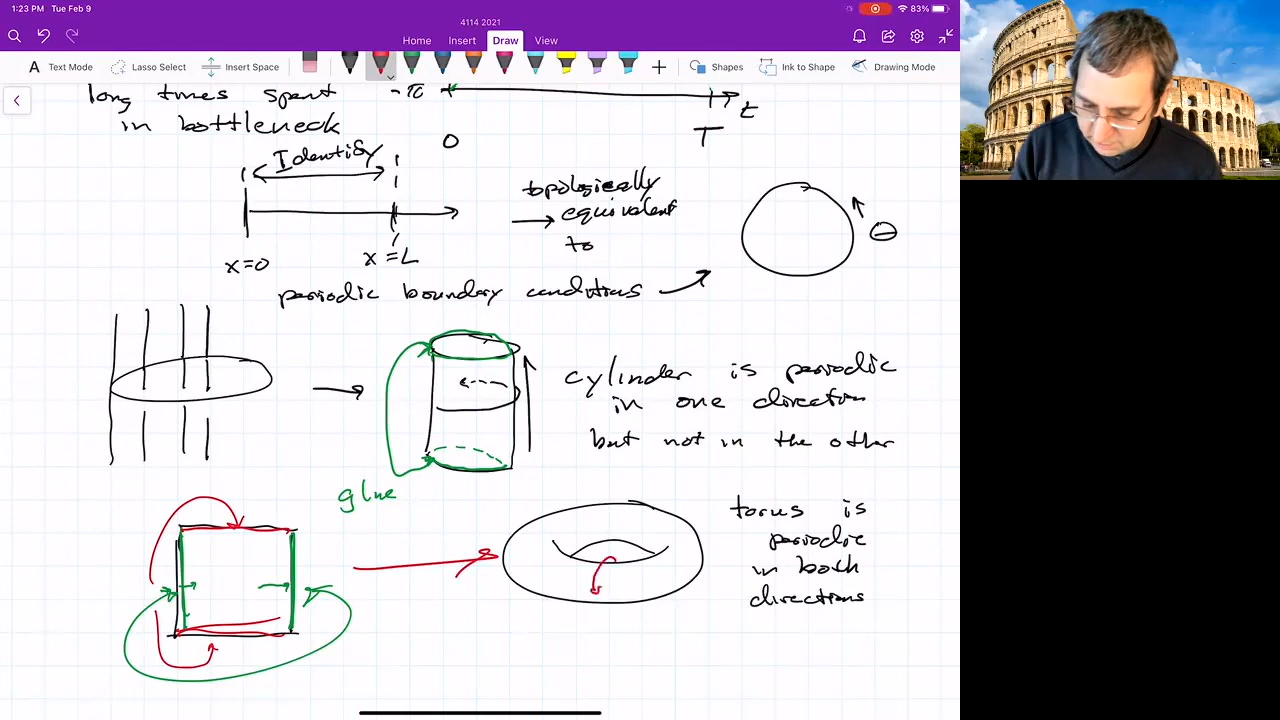 1:23 PM Tue Feb 9
83%
4114 2021
Home Insert Draw View
Text Mode Lasso Select Insert Space Shapes Ink to Shape Drawing Mode
long times spent
in bottleneck
-π
t
0
T
Identify
x=0
x=L
topologically
equivalent
to
θ
periodic boundary conditions
cylinder is periodic
in one direction
but not in the other
glue
torus is
periodic
in both
directions